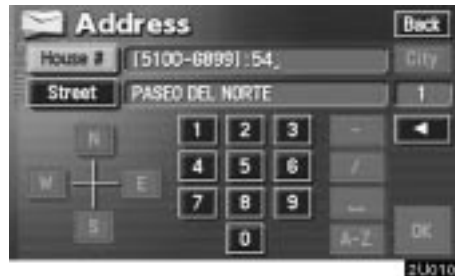 Address Back
House # [5100-6899]:54_ City
Street PASEO DEL NORTE 1
N 1 2 3 -
W E 4 5 6 /
7 8 9 _
S 0 A-Z OK
2U010